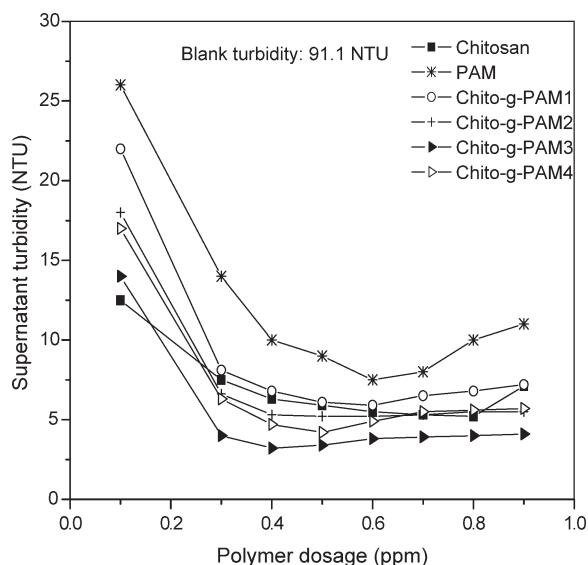 30
25
20
15
10
5
0
Supernatant turbidity (NTU)
Blank turbidity: 91.1 NTU
Chitosan
PAM
Chito-g-PAM1
Chito-g-PAM2
Chito-g-PAM3
Chito-g-PAM4
0.0 0.2 0.4 0.6 0.8 1.0
Polymer dosage (ppm)